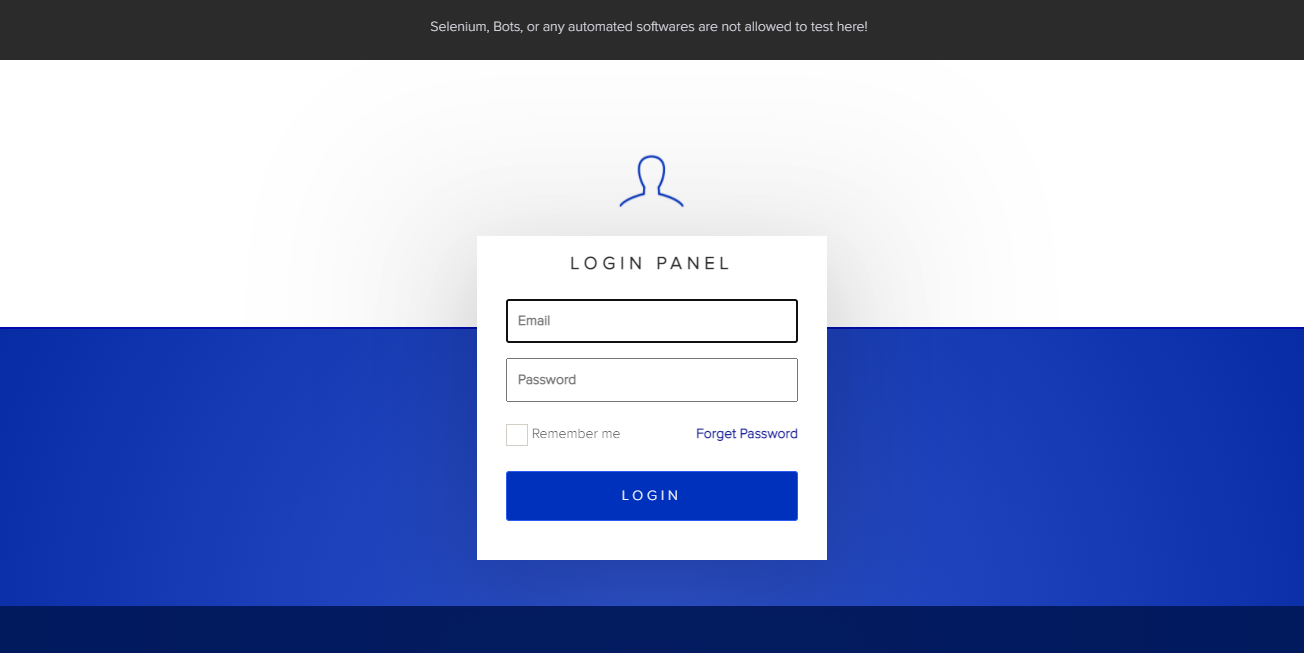 Selenium, Bots, or any automated softwares are not allowed to test here!
LOGIN PANEL
Email
Password
Remember me Forget Password
LOGIN